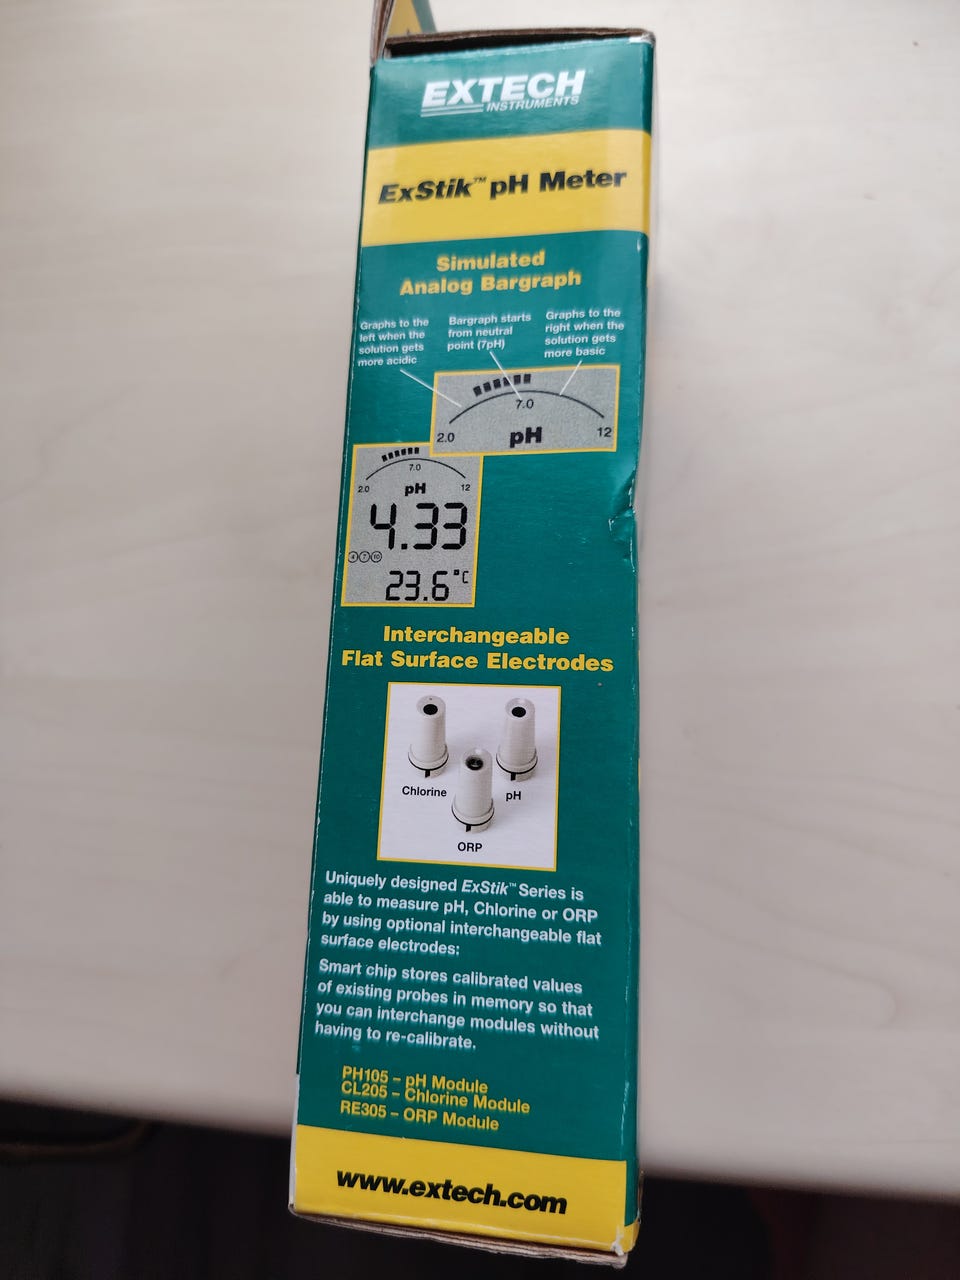 EXTECH
INSTRUMENTS
ExStik™ pH Meter
Simulated
Analog Bargraph
Graphs to the
left when the
solution gets
more acidic
Bargraph starts
from neutral
point (7pH)
Graphs to the
right when the
solution gets
more basic
7.0
2.0
pH
12
7.0
2.0
pH
12
4.33
4 7 10
23.6°C
Interchangeable
Flat Surface Electrodes
Chlorine
pH
ORP
Uniquely designed ExStik™ Series is
able to measure pH, Chlorine or ORP
by using optional interchangeable flat
surface electrodes:
Smart chip stores calibrated values
of existing probes in memory so that
you can interchange modules without
having to re-calibrate.
PH105 – pH Module
CL205 – Chlorine Module
RE305 – ORP Module
www.extech.com